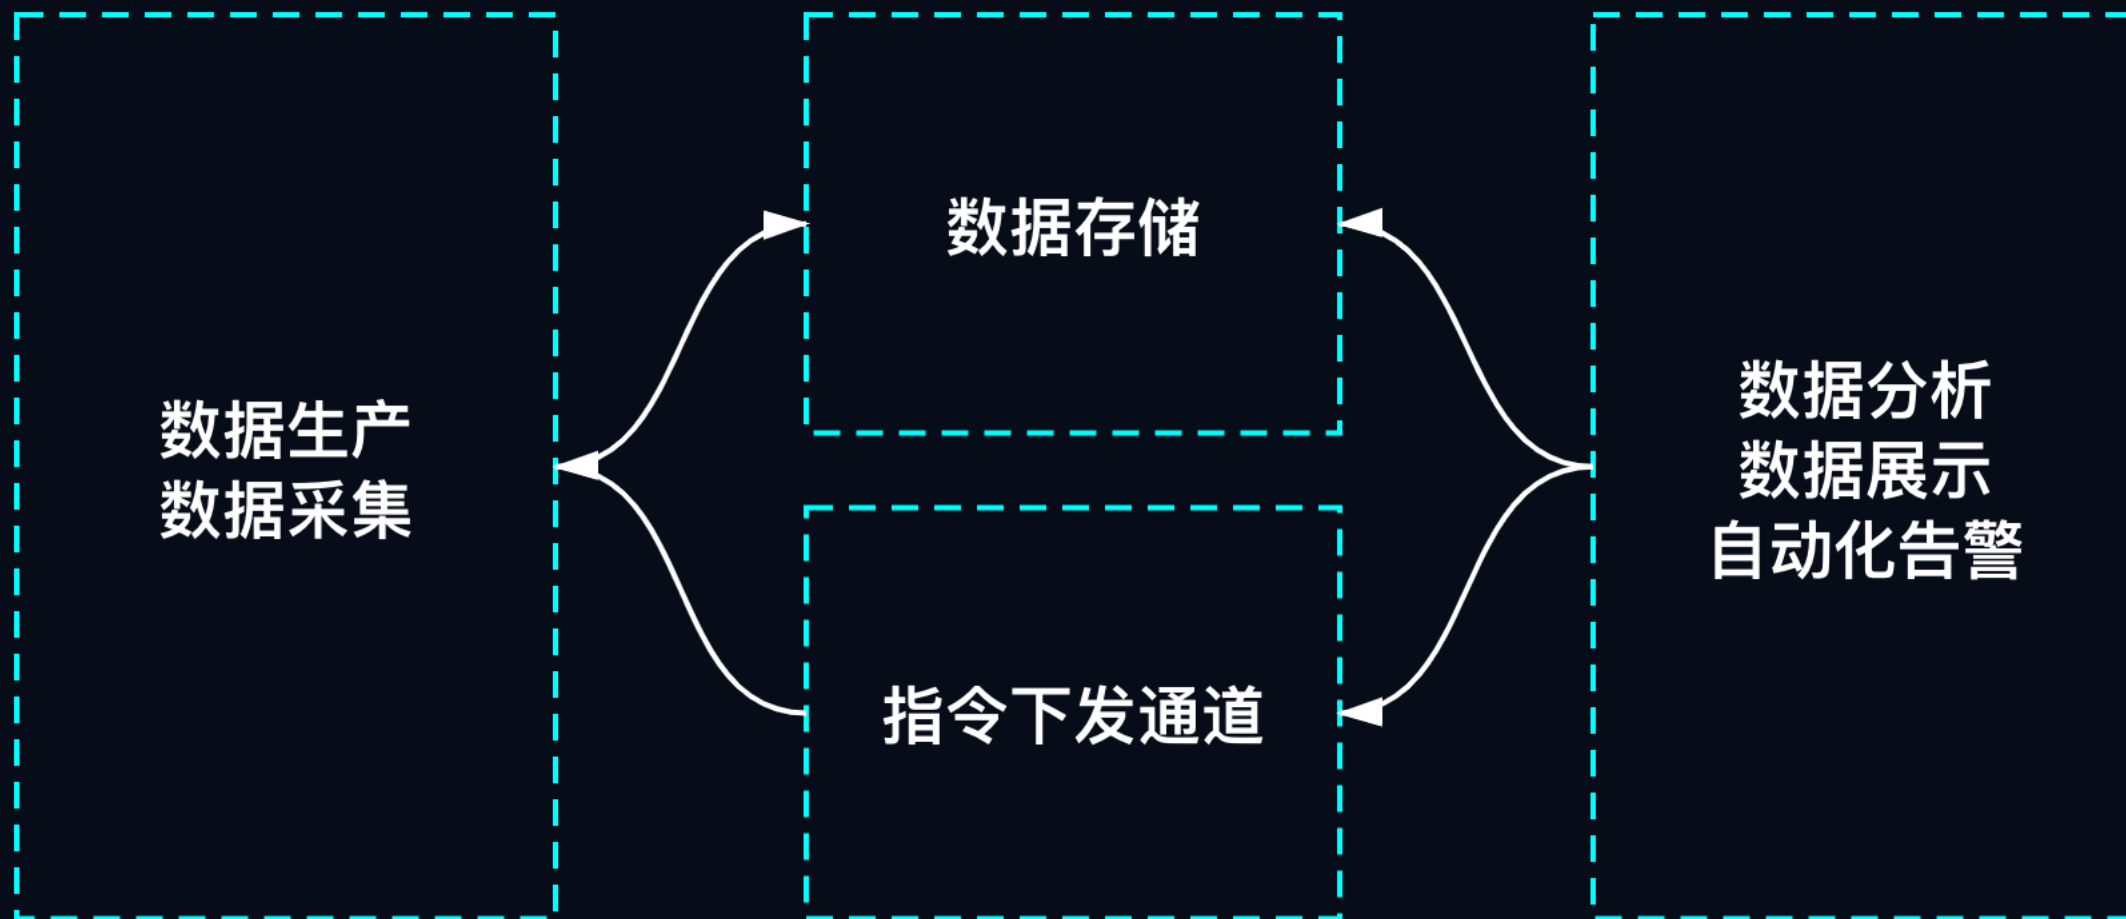 数据生产
数据采集
数据存储
指令下发通道
数据分析
数据展示
自动化告警